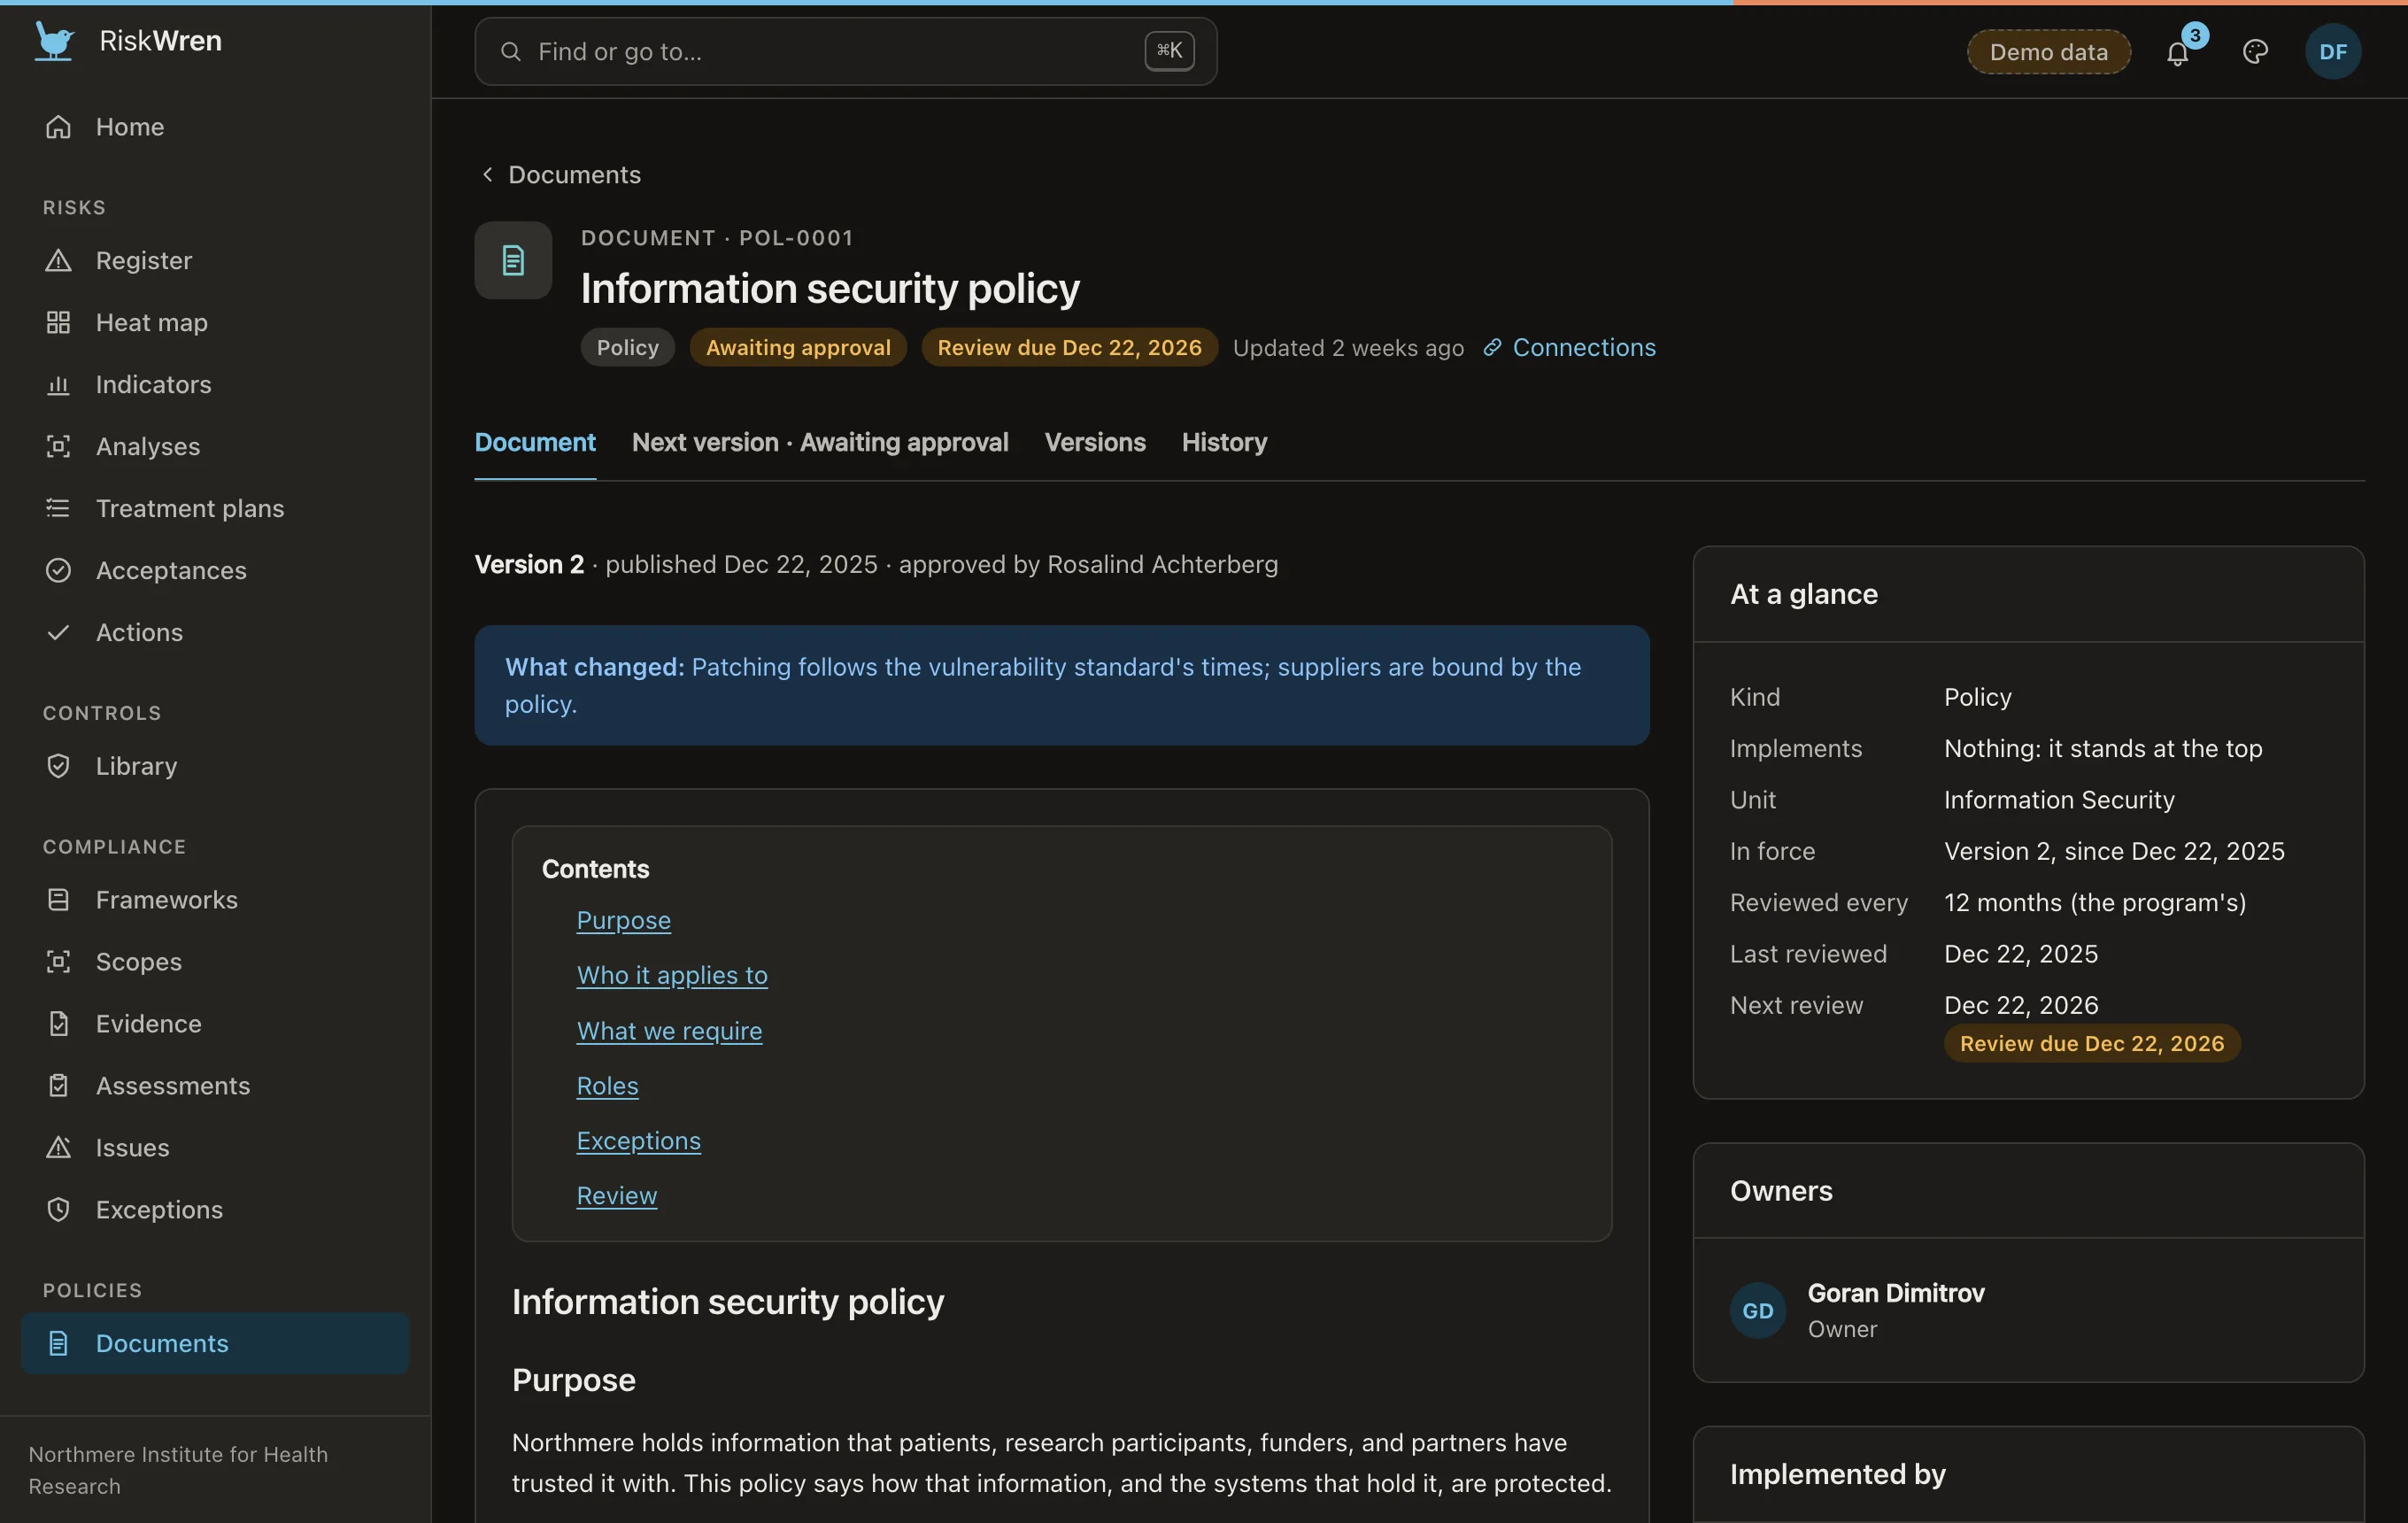 RiskWren
Find or go to...
⌘K
Demo data
3
DF
Home
RISKS
Register
Heat map
Indicators
Analyses
Treatment plans
Acceptances
Actions
CONTROLS
Library
COMPLIANCE
Frameworks
Scopes
Evidence
Assessments
Issues
Exceptions
POLICIES
Documents
Northmere Institute for Health
Research
Documents
DOCUMENT · POL-0001
Information security policy
Policy
Awaiting approval
Review due Dec 22, 2026
Updated 2 weeks ago
Connections
Document
Next version · Awaiting approval
Versions
History
Version 2 · published Dec 22, 2025 · approved by Rosalind Achterberg
What changed: Patching follows the vulnerability standard's times; suppliers are bound by the
policy.
Contents
Purpose
Who it applies to
What we require
Roles
Exceptions
Review
Information security policy
Purpose
Northmere holds information that patients, research participants, funders, and partners have
trusted it with. This policy says how that information, and the systems that hold it, are protected.
At a glance
Kind Policy
Implements Nothing: it stands at the top
Unit Information Security
In force Version 2, since Dec 22, 2025
Reviewed every 12 months (the program's)
Last reviewed Dec 22, 2025
Next review Dec 22, 2026
Review due Dec 22, 2026
Owners
GD
Goran Dimitrov
Owner
Implemented by